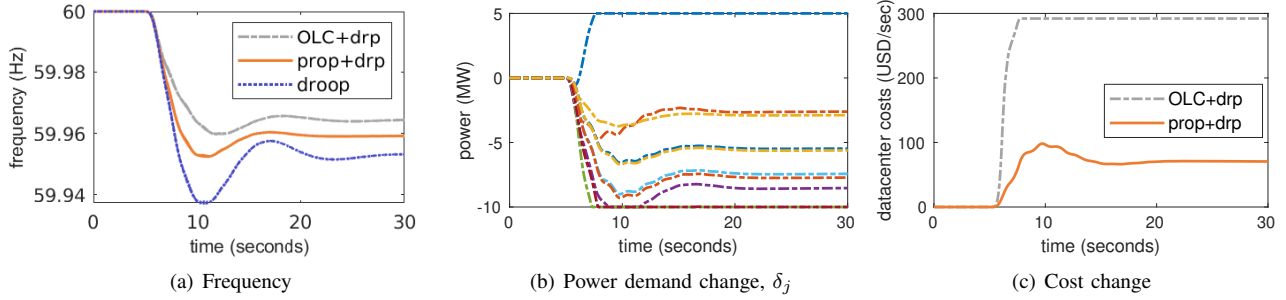 60
59.98
59.96
59.94
frequency (Hz)
OLC+drp
prop+drp
droop
0
10
20
30
time (seconds)
(a) Frequency
5
0
-5
-10
power (MW)
0
10
20
30
time (seconds)
(b) Power demand change, δj
300
200
100
0
datacenter costs (USD/sec)
OLC+drp
prop+drp
0
10
20
30
time (seconds)
(c) Cost change